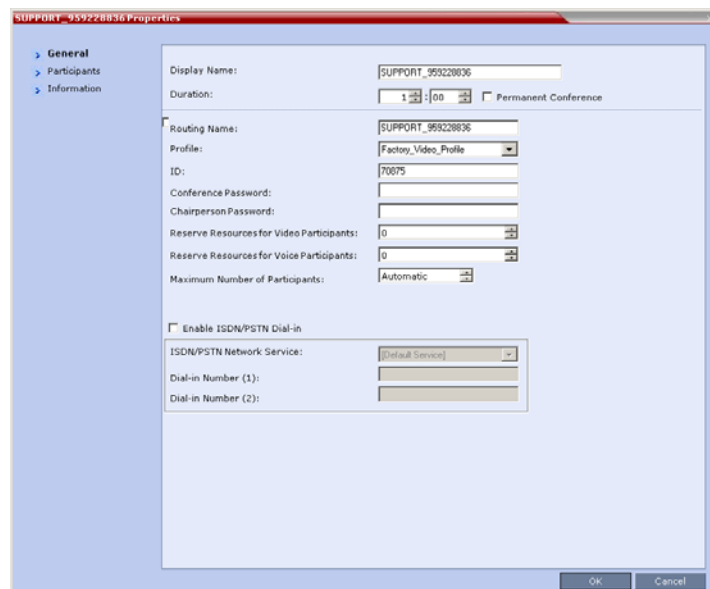 SUPPORT_959228836 Properties
General
Participants
Information
Display Name: SUPPORT_959228836
Duration: 1 : 00 Permanent Conference
Routing Name: SUPPORT_959228836
Profile: Factory_Video_Profile
ID: 70875
Conference Password:
Chairperson Password:
Reserve Resources for Video Participants: 0
Reserve Resources for Voice Participants: 0
Maximum Number of Participants: Automatic
Enable ISDN/PSTN Dial-in
ISDN/PSTN Network Service: [Default Service]
Dial-in Number (1):
Dial-in Number (2):
OK Cancel